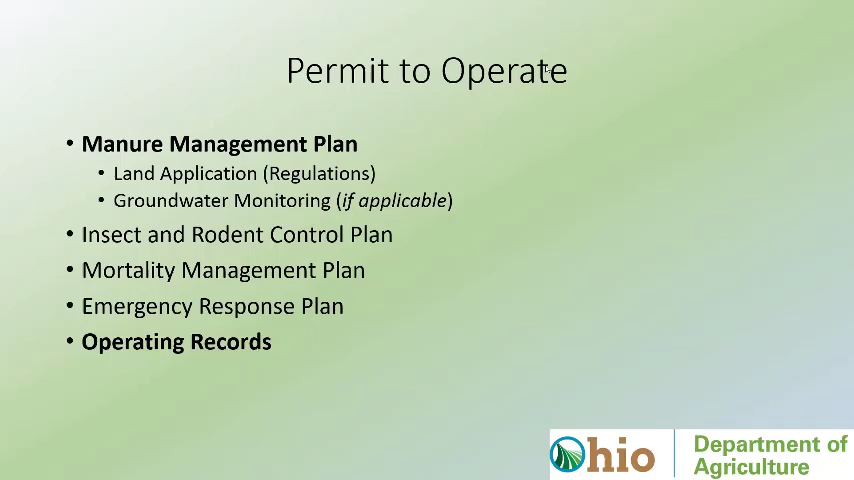 Permit to Operate
• Manure Management Plan
• Land Application (Regulations)
• Groundwater Monitoring (if applicable)
• Insect and Rodent Control Plan
• Mortality Management Plan
• Emergency Response Plan
• Operating Records
Ohio
Department of
Agriculture